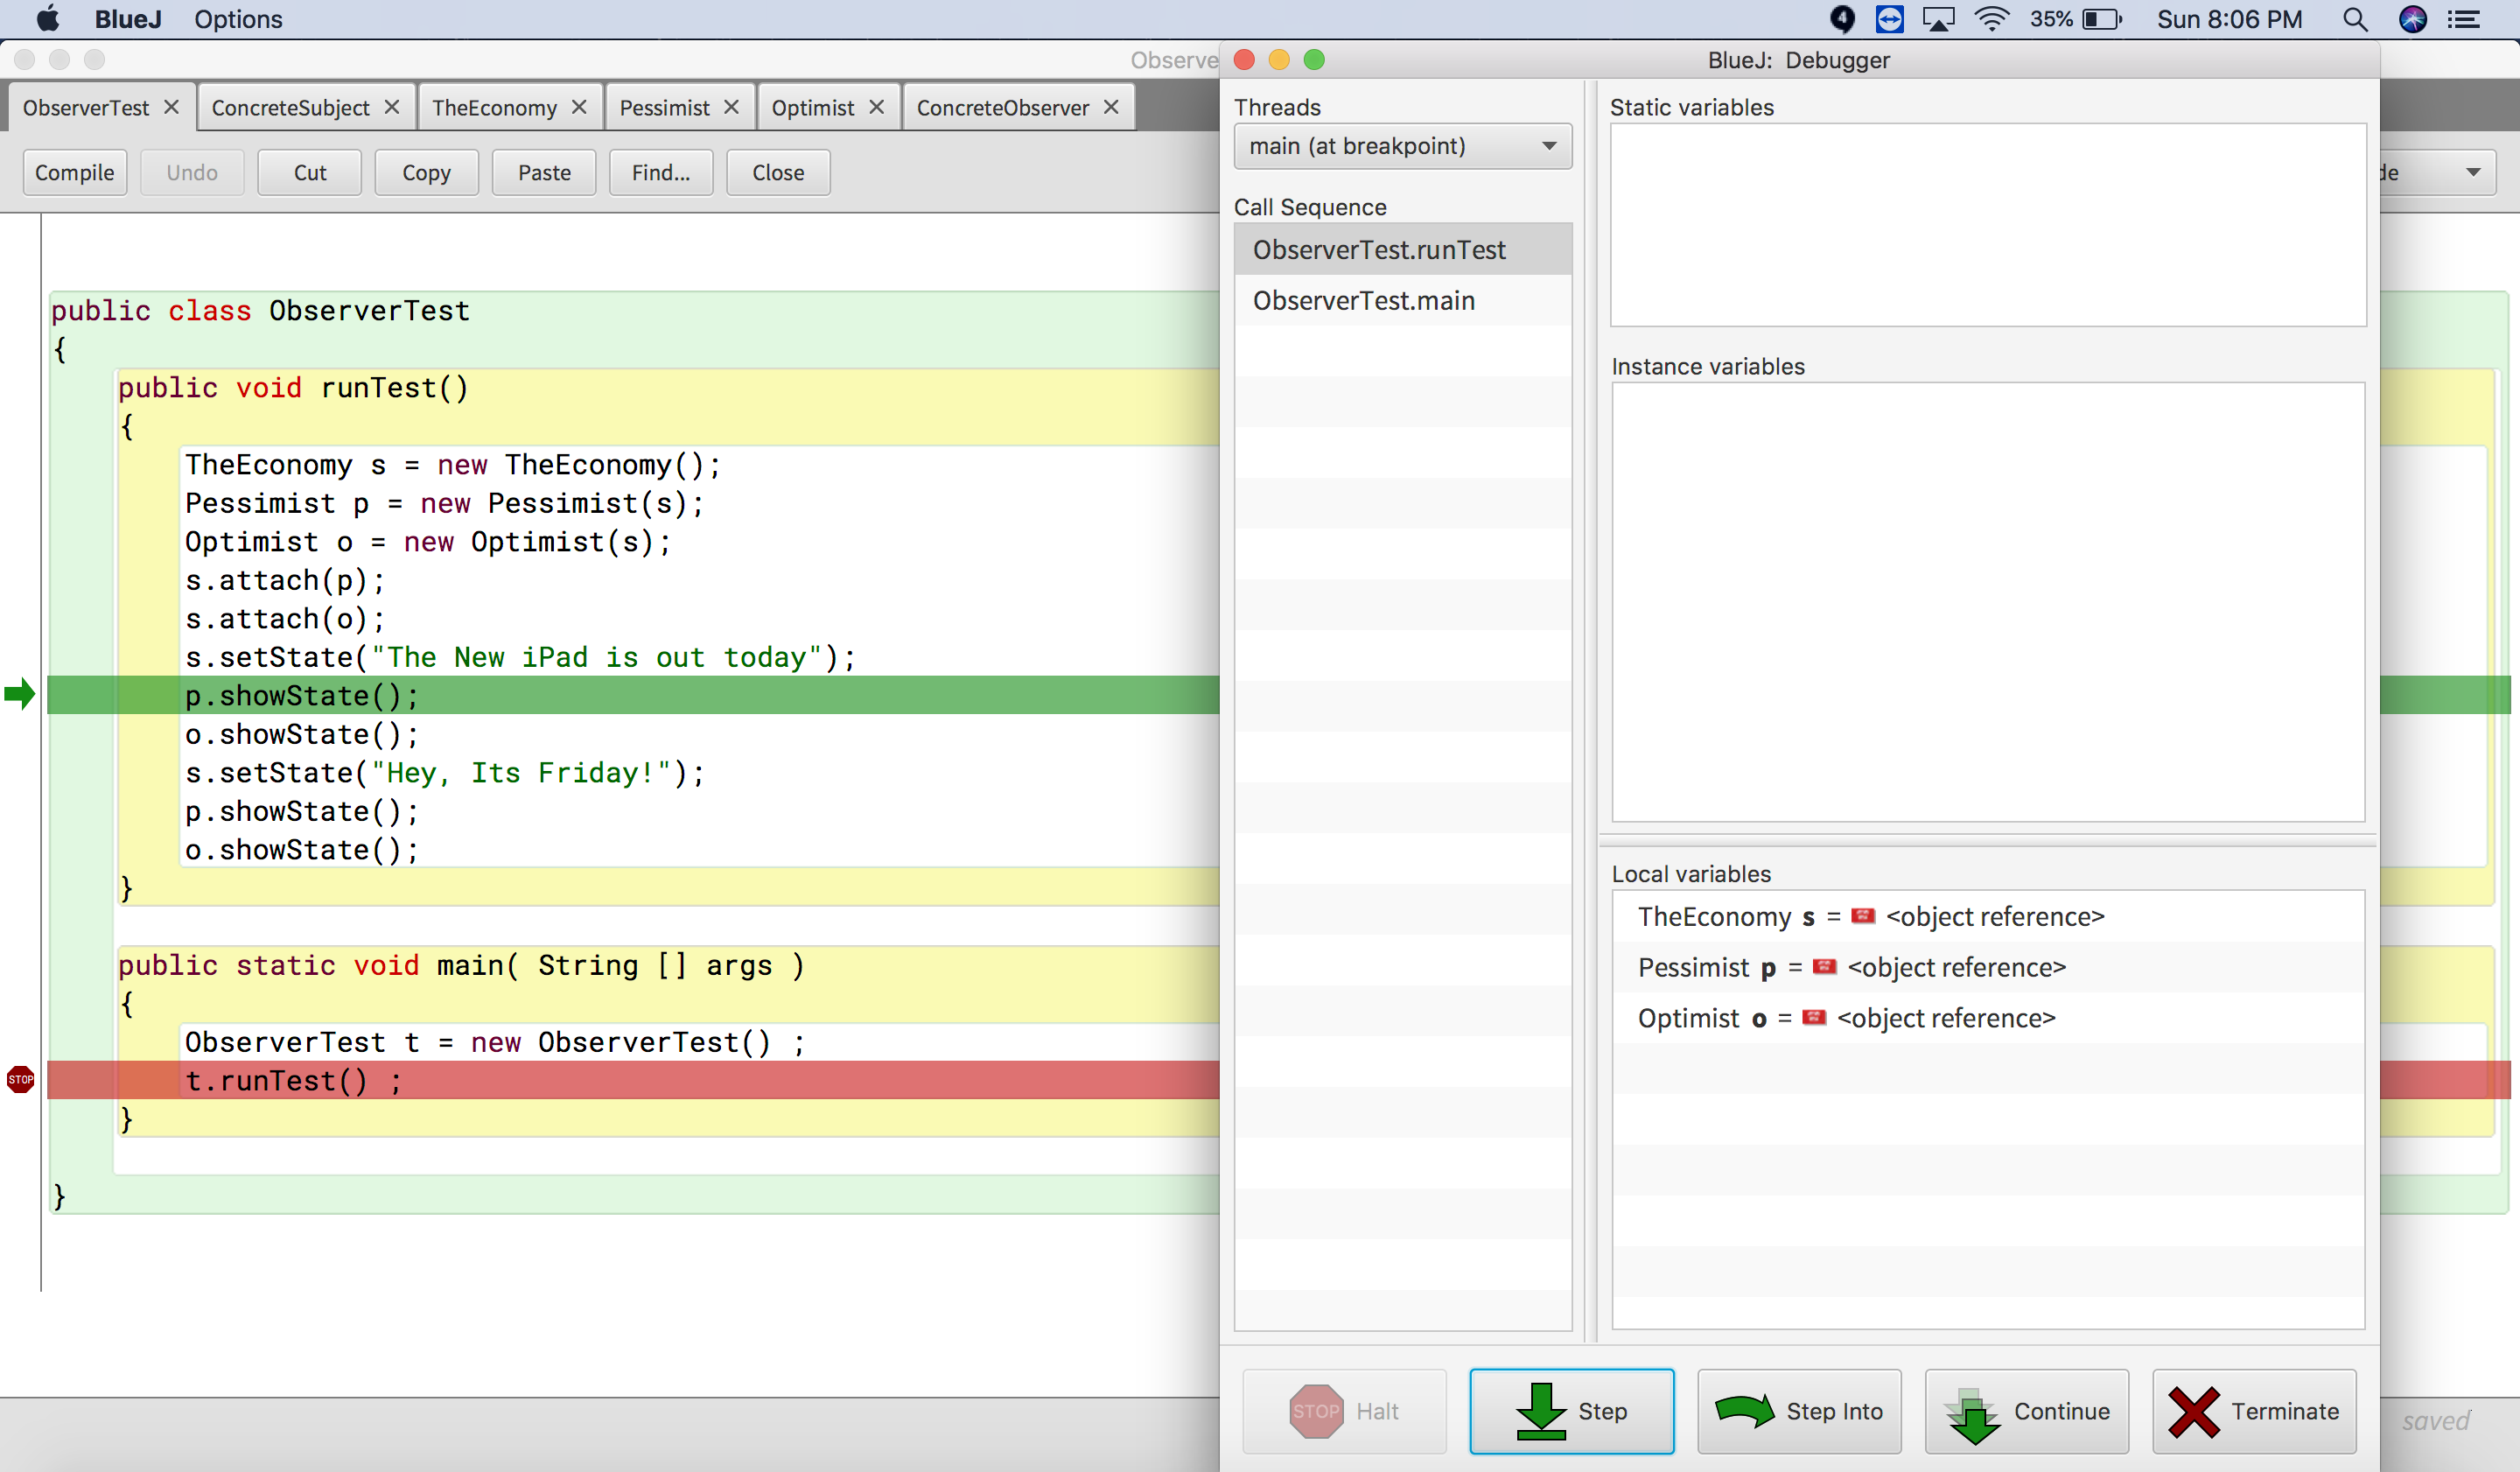 BlueJ Options
4 35% Sun 8:06 PM
Observe
BlueJ: Debugger
ObserverTest ConcreteSubject TheEconomy Pessimist Optimist ConcreteObserver
Compile Undo Cut Copy Paste Find... Close
public class ObserverTest
{
public void runTest()
{
TheEconomy s = new TheEconomy();
Pessimist p = new Pessimist(s);
Optimist o = new Optimist(s);
s.attach(p);
s.attach(o);
s.setState("The New iPad is out today");
p.showState();
o.showState();
s.setState("Hey, Its Friday!");
p.showState();
o.showState();
}
public static void main( String [] args )
{
ObserverTest t = new ObserverTest() ;
STOP t.runTest() ;
}
}
Threads
main (at breakpoint)
Call Sequence
ObserverTest.runTest
ObserverTest.main
Static variables
Instance variables
Local variables
TheEconomy s = <object reference>
Pessimist p = <object reference>
Optimist o = <object reference>
STOP Halt Step Step Into Continue Terminate
saved